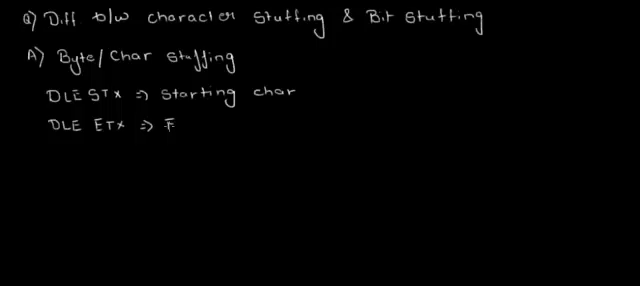 Q) Diff b/w character Stuffing & Bit Stuffing
A) Byte/Char Stuffing
DLE STX => Starting char
DLE ETX => E